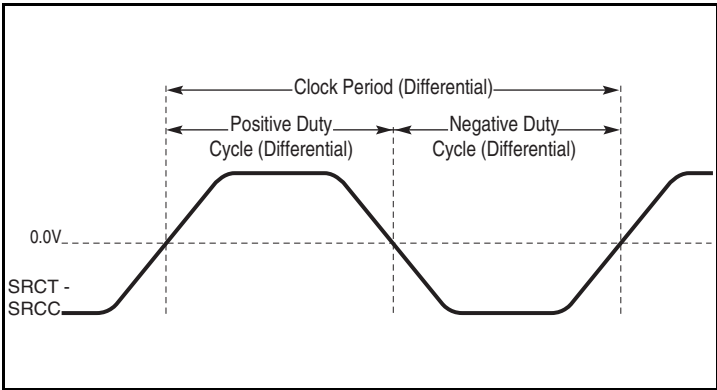 Clock Period (Differential)
Positive Duty
Cycle (Differential)
Negative Duty
Cycle (Differential)
0.0V
SRCT -
SRCC